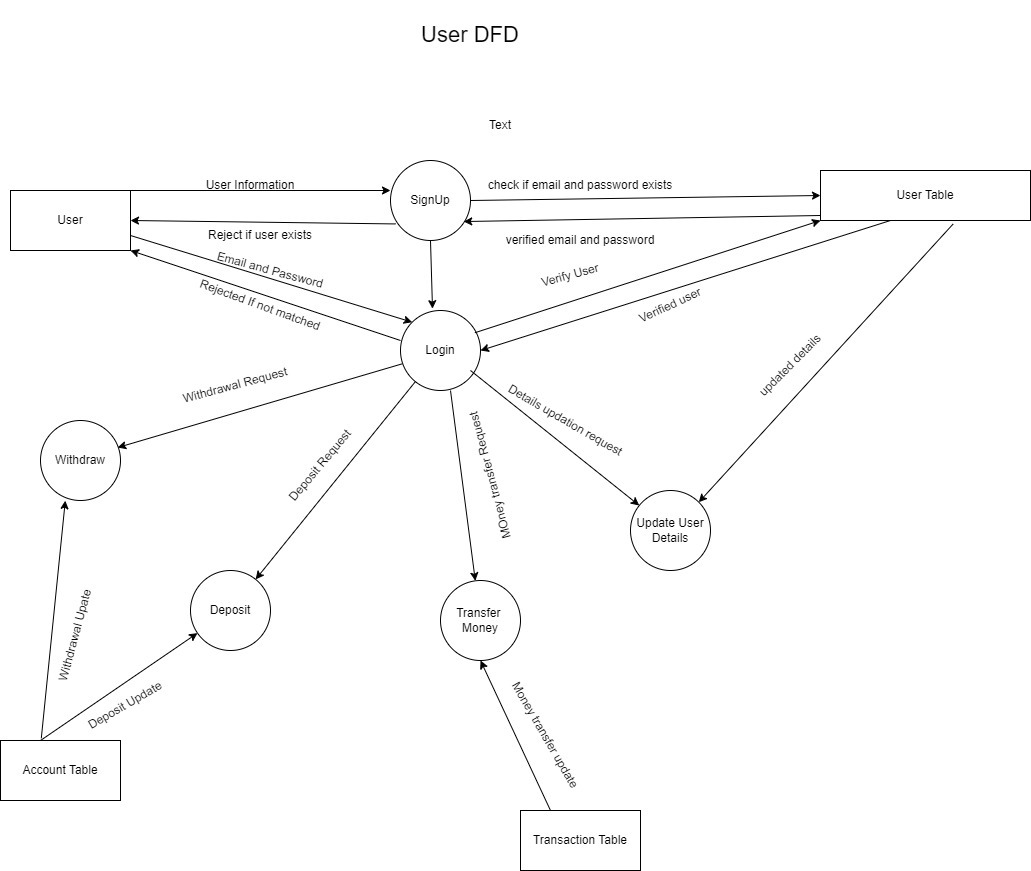 User DFD
Text
User Information
SignUp
check if email and password exists
User Table
User
Reject if user exists
verified email and password
Email and Password
Rejected If not matched
Verify User
Verified user
Login
updated details
Withdrawal Request
Details updation request
Deposit Request
MOney transfer Request
Withdraw
Update User
Details
Deposit
Transfer
Money
Withdrawal Upate
Deposit Update
Money transfer update
Account Table
Transaction Table